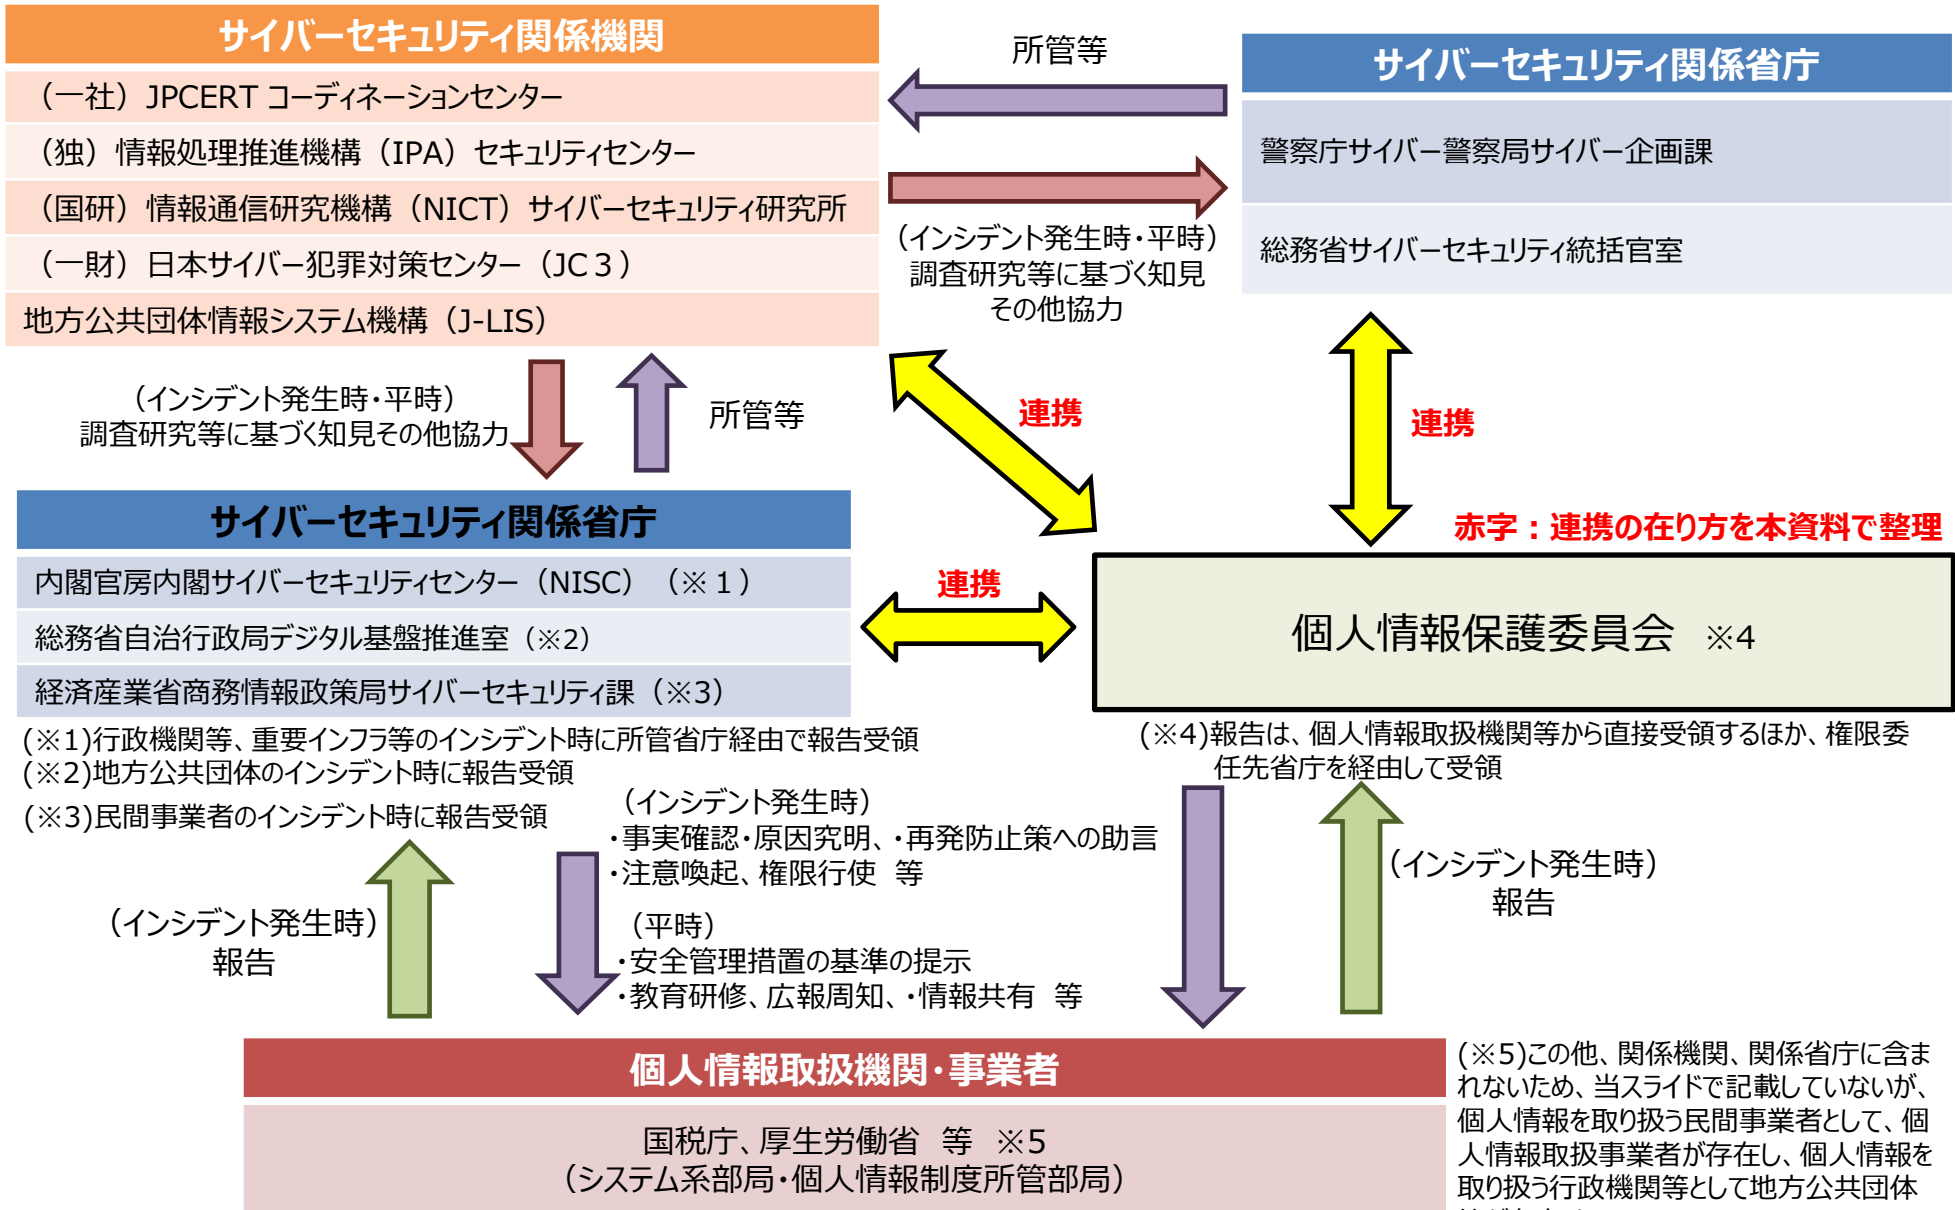 サイバーセキュリティ関係機関
（一社）JPCERT コーディネーションセンター
（独）情報処理推進機構（IPA）セキュリティセンター
（国研）情報通信研究機構（NICT）サイバーセキュリティ研究所
（一財）日本サイバー犯罪対策センター（JC３）
地方公共団体情報システム機構（J-LIS）
所管等
サイバーセキュリティ関係省庁
警察庁サイバー警察局サイバー企画課
総務省サイバーセキュリティ統括官室
（インシデント発生時・平時）
調査研究等に基づく知見
その他協力
（インシデント発生時・平時）
調査研究等に基づく知見その他協力
所管等
連携
連携
赤字：連携の在り方を本資料で整理
サイバーセキュリティ関係省庁
内閣官房内閣サイバーセキュリティセンター（NISC）（※１）
総務省自治行政局デジタル基盤推進室（※2）
経済産業省商務情報政策局サイバーセキュリティ課（※3）
連携
個人情報保護委員会 ※4
(※1)行政機関等、重要インフラ等のインシデント時に所管省庁経由で報告受領
(※2)地方公共団体のインシデント時に報告受領
(※3)民間事業者のインシデント時に報告受領
(※4)報告は、個人情報取扱機関等から直接受領するほか、権限委
任先省庁を経由して受領
（インシデント発生時）
・事実確認・原因究明、・再発防止策への助言
・注意喚起、権限行使 等
（平時）
・安全管理措置の基準の提示
・教育研修、広報周知、・情報共有 等
（インシデント発生時）
報告
（インシデント発生時）
報告
個人情報取扱機関・事業者
国税庁、厚生労働省 等 ※5
（システム系部局・個人情報制度所管部局）
(※5)この他、関係機関、関係省庁に含ま
れないため、当スライドで記載していないが、
個人情報を取り扱う民間事業者として、個
人情報取扱事業者が存在し、個人情報を
取り扱う行政機関等として地方公共団体